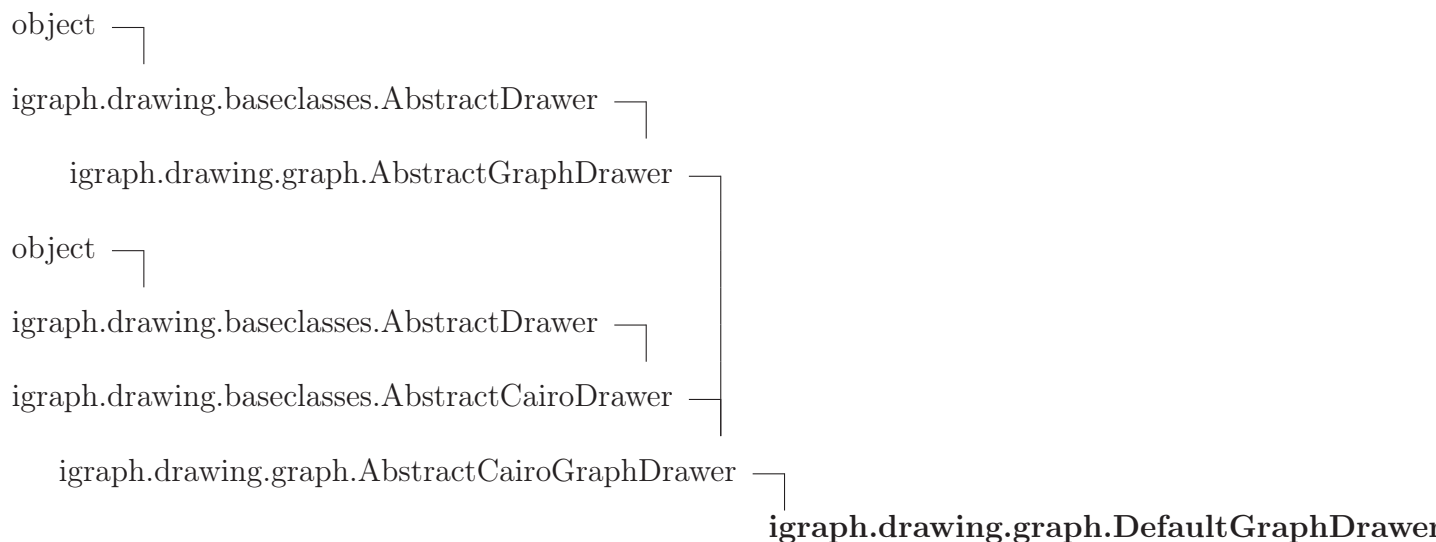 object
igraph.drawing.baseclasses.AbstractDrawer
igraph.drawing.graph.AbstractGraphDrawer
object
igraph.drawing.baseclasses.AbstractDrawer
igraph.drawing.baseclasses.AbstractCairoDrawer
igraph.drawing.graph.AbstractCairoGraphDrawer
igraph.drawing.graph.DefaultGraphDrawer